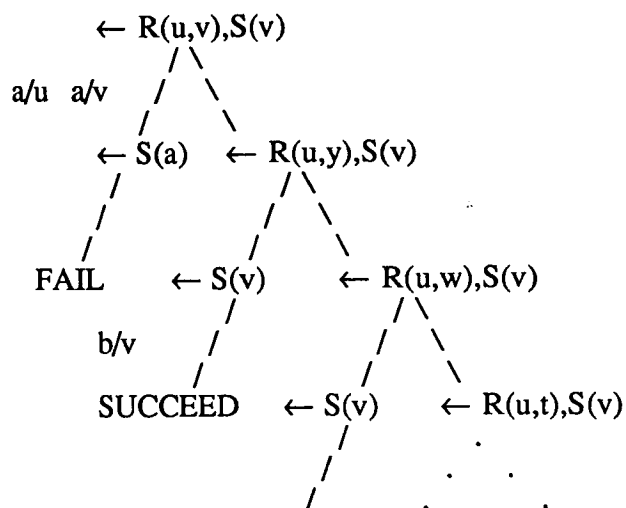 ← R(u,v),S(v)
a/u a/v
← S(a) ← R(u,y),S(v)
FAIL ← S(v) ← R(u,w),S(v)
b/v
SUCCEED ← S(v) ← R(u,t),S(v)